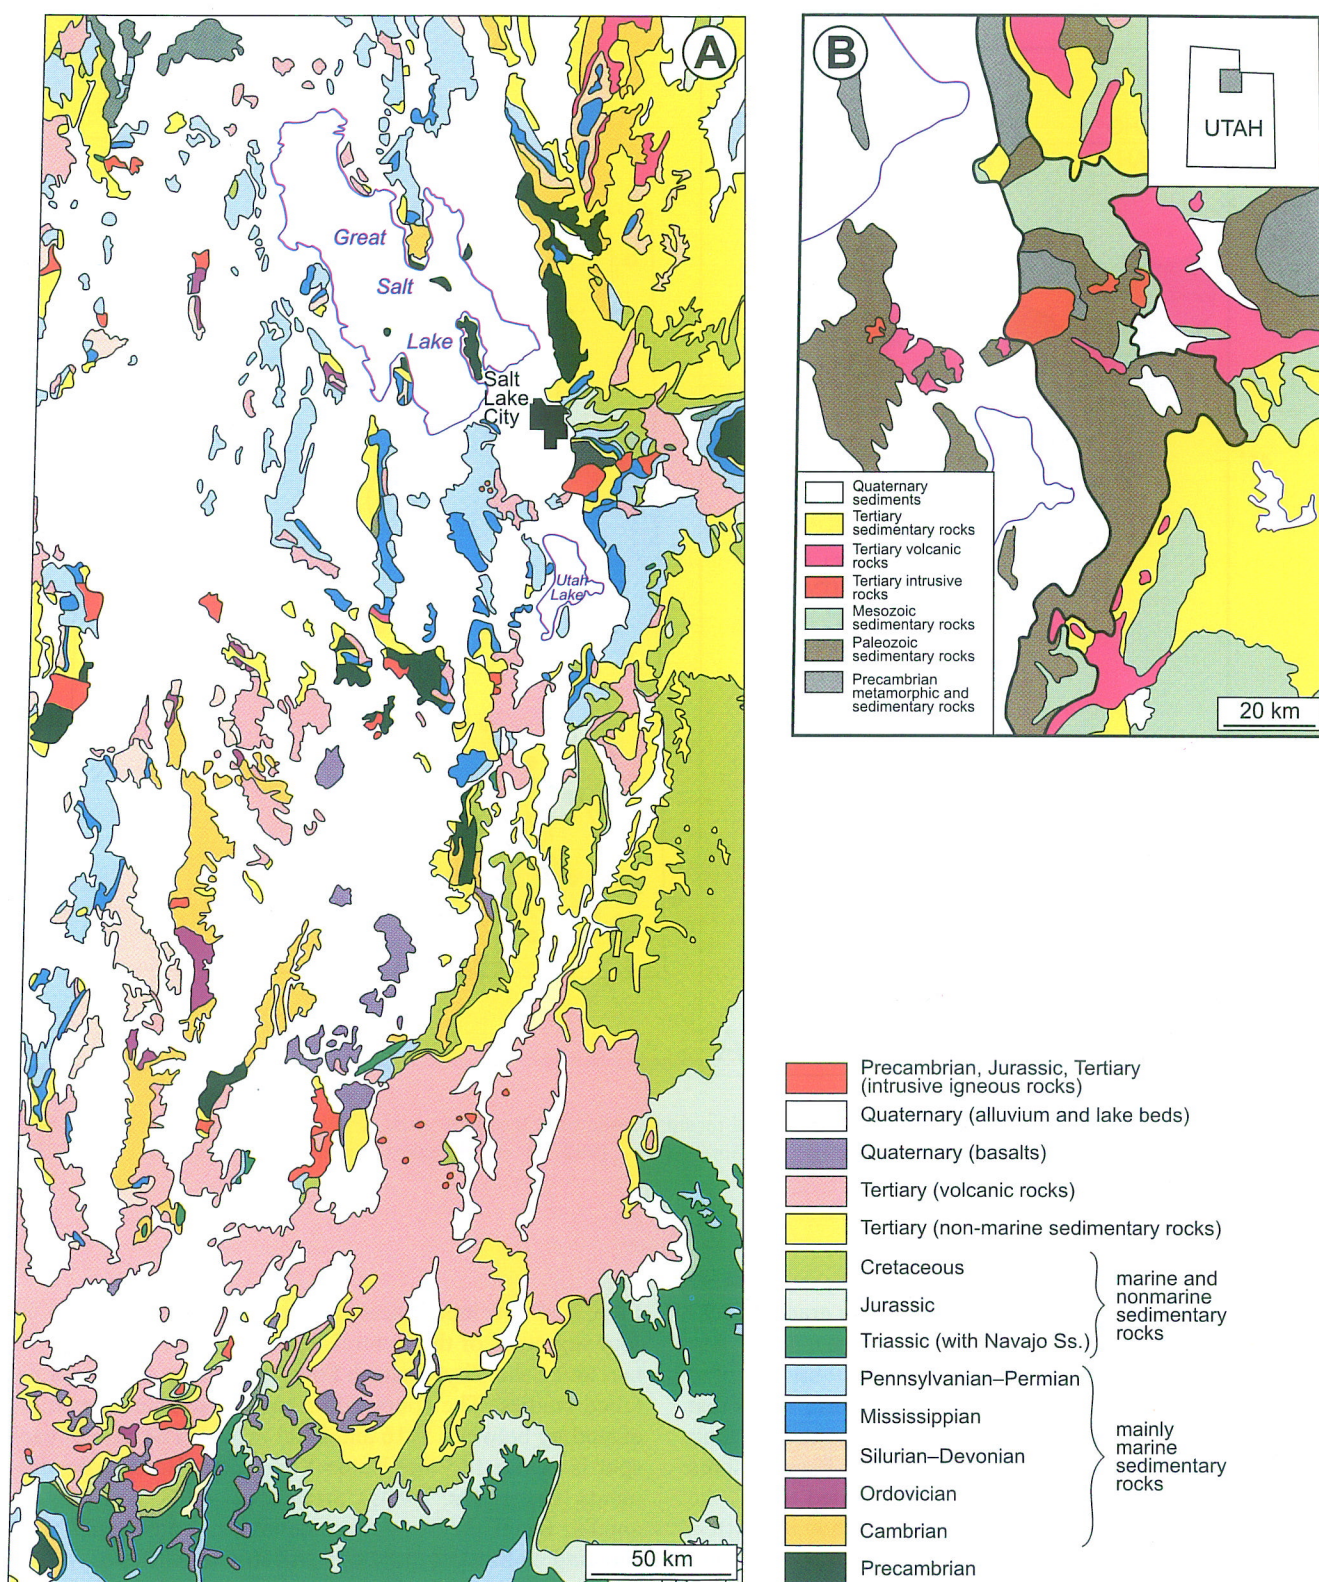 A
Great
Salt
Lake
Salt
Lake
City
Utah
Lake
50 km
B
UTAH
Quaternary
sediments
Tertiary
sedimentary rocks
Tertiary volcanic
rocks
Tertiary intrusive
rocks
Mesozoic
sedimentary rocks
Paleozoic
sedimentary rocks
Precambrian
metamorphic and
sedimentary rocks
20 km
Precambrian, Jurassic, Tertiary
(intrusive igneous rocks)
Quaternary (alluvium and lake beds)
Quaternary (basalts)
Tertiary (volcanic rocks)
Tertiary (non-marine sedimentary rocks)
Cretaceous
Jurassic
Triassic (with Navajo Ss.)
marine and
nonmarine
sedimentary
rocks
Pennsylvanian–Permian
Mississippian
Silurian–Devonian
Ordovician
Cambrian
mainly
marine
sedimentary
rocks
Precambrian